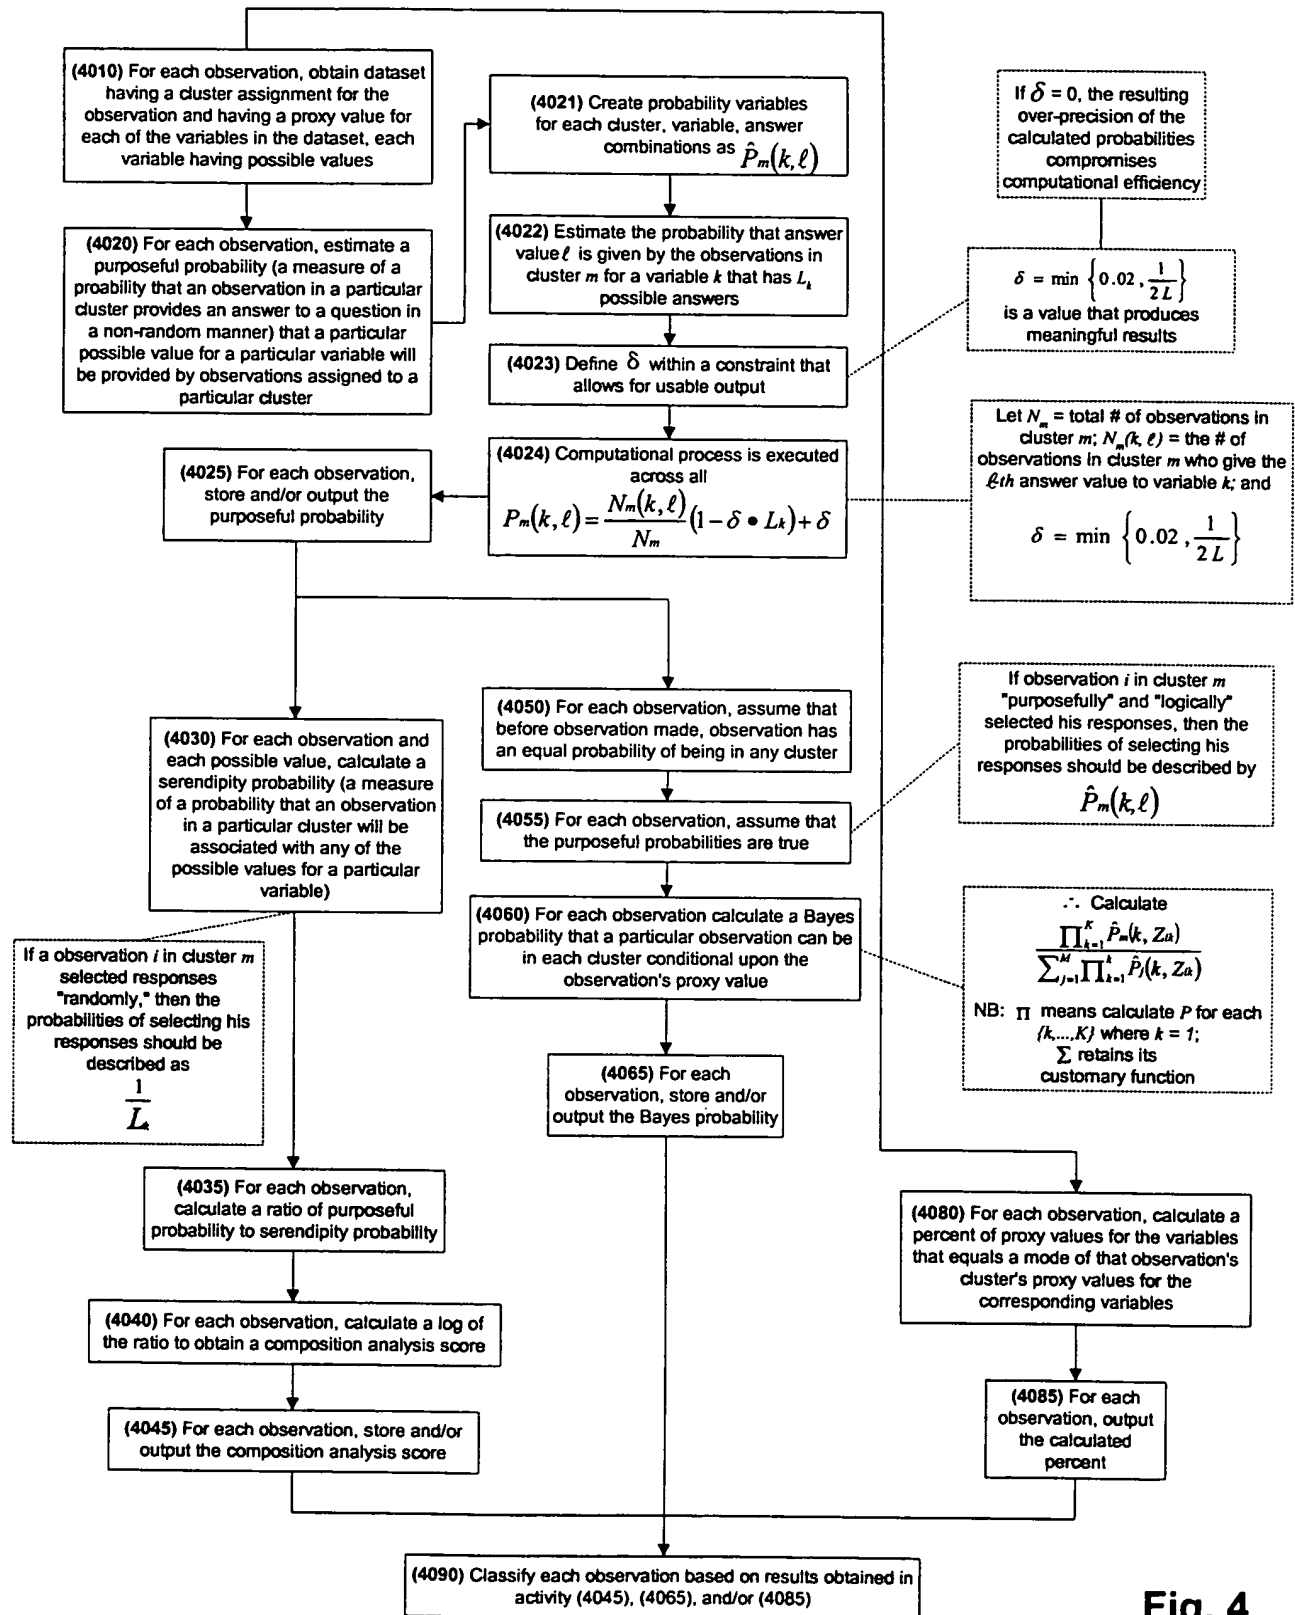 (4010) For each observation, obtain dataset
having a cluster assignment for the
observation and having a proxy value for
each of the variables in the dataset, each
variable having possible values
(4020) For each observation, estimate a
purposeful probability (a measure of a
proability that an observation in a particular
cluster provides an answer to a question in
a non-random manner) that a particular
possible value for a particular variable will
be provided by observations assigned to a
particular cluster
(4021) Create probability variables
for each cluster, variable, answer
combinations as P̂m(k,ℓ)
(4022) Estimate the probability that answer
value ℓ is given by the observations in
cluster m for a variable k that has Lk
possible answers
(4023) Define δ within a constraint that
allows for usable output
(4024) Computational process is executed
across all
Pm(k,ℓ) = Nm(k,ℓ)/Nm (1 − δ • Lk) + δ
(4025) For each observation,
store and/or output the
purposeful probability
If δ = 0, the resulting
over-precision of the
calculated probabilities
compromises
computational efficiency
δ = min {0.02, 1/2L}
is a value that produces
meaningful results
Let Nm = total # of observations in
cluster m; Nm(k, ℓ) = the # of
observations in cluster m who give the
ℓ-th answer value to variable k; and
δ = min {0.02, 1/2L}
(4030) For each observation and
each possible value, calculate a
serendipity probability (a measure
of a probability that an observation
in a particular cluster will be
associated with any of the
possible values for a particular
variable)
If a observation i in cluster m
selected responses
"randomly," then the
probabilities of selecting his
responses should be
described as
1/Lk
(4035) For each observation,
calculate a ratio of purposeful
probability to serendipity probability
(4040) For each observation, calculate a log of
the ratio to obtain a composition analysis score
(4045) For each observation, store and/or
output the composition analysis score
(4050) For each observation, assume that
before observation made, observation has
an equal probability of being in any cluster
(4055) For each observation, assume that
the purposeful probabilities are true
(4060) For each observation calculate a Bayes
probability that a particular observation can be
in each cluster conditional upon the
observation's proxy value
(4065) For each
observation, store and/or
output the Bayes probability
If observation i in cluster m
"purposefully" and "logically"
selected his responses, then the
probabilities of selecting his
responses should be described by
P̂m(k,ℓ)
∴ Calculate
∏k=1^K P̂m(k, Zik)
∑j=1^M ∏k=1^k P̂j(k, Zik)
NB: ∏ means calculate P for each
{k,...,K} where k = 1;
∑ retains its
customary function
(4080) For each observation, calculate a
percent of proxy values for the variables
that equals a mode of that observation's
cluster's proxy values for the
corresponding variables
(4085) For each
observation, output
the calculated
percent
(4090) Classify each observation based on results obtained in
activity (4045), (4065), and/or (4085)
Fig. 4